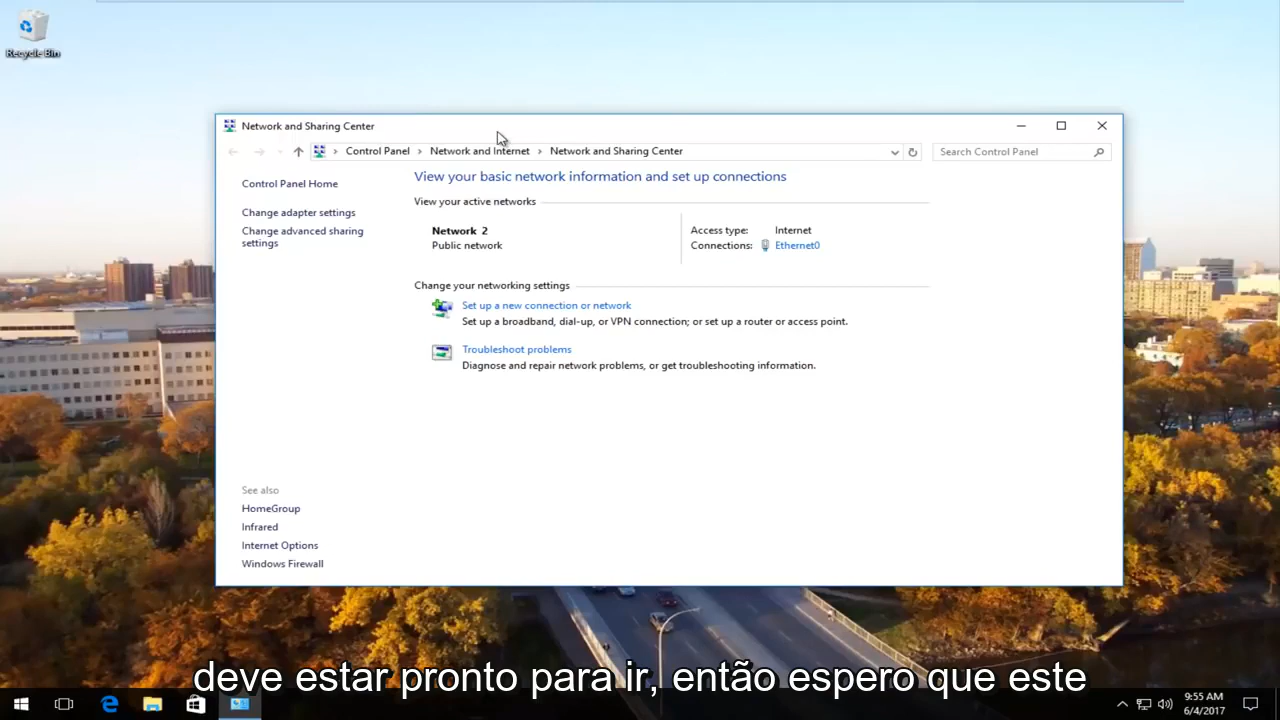 Recycle Bin
Network and Sharing Center
Control Panel > Network and Internet > Network and Sharing Center
Search Control Panel
Control Panel Home
Change adapter settings
Change advanced sharing
settings
View your basic network information and set up connections
View your active networks
Network 2
Public network
Access type: Internet
Connections: Ethernet0
Change your networking settings
Set up a new connection or network
Set up a broadband, dial-up, or VPN connection; or set up a router or access point.
Troubleshoot problems
Diagnose and repair network problems, or get troubleshooting information.
See also
HomeGroup
Infrared
Internet Options
Windows Firewall
deve estar pronto para ir, então espero que este
9:55 AM
6/4/2017